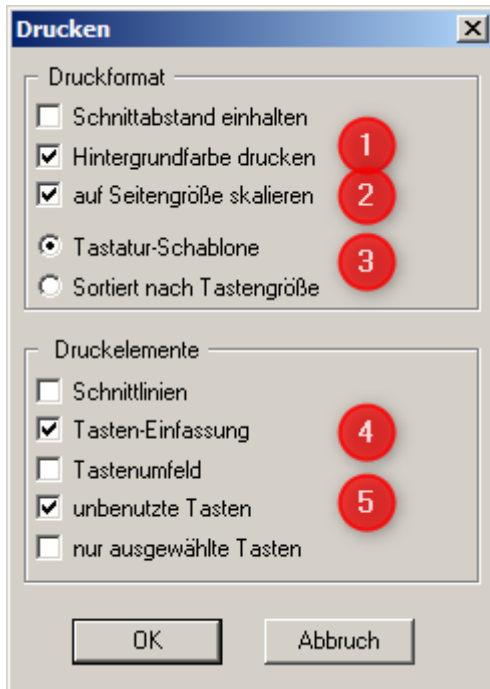 Drucken
Druckformat
Schnittabstand einhalten
Hintergrundfarbe drucken
1
auf Seitengröße skalieren
2
Tastatur-Schablone
3
Sortiert nach Tastengröße
Druckelemente
Schnittlinien
Tasten-Einfassung
4
Tastenumfeld
unbenutzte Tasten
5
nur ausgewählte Tasten
OK
Abbruch